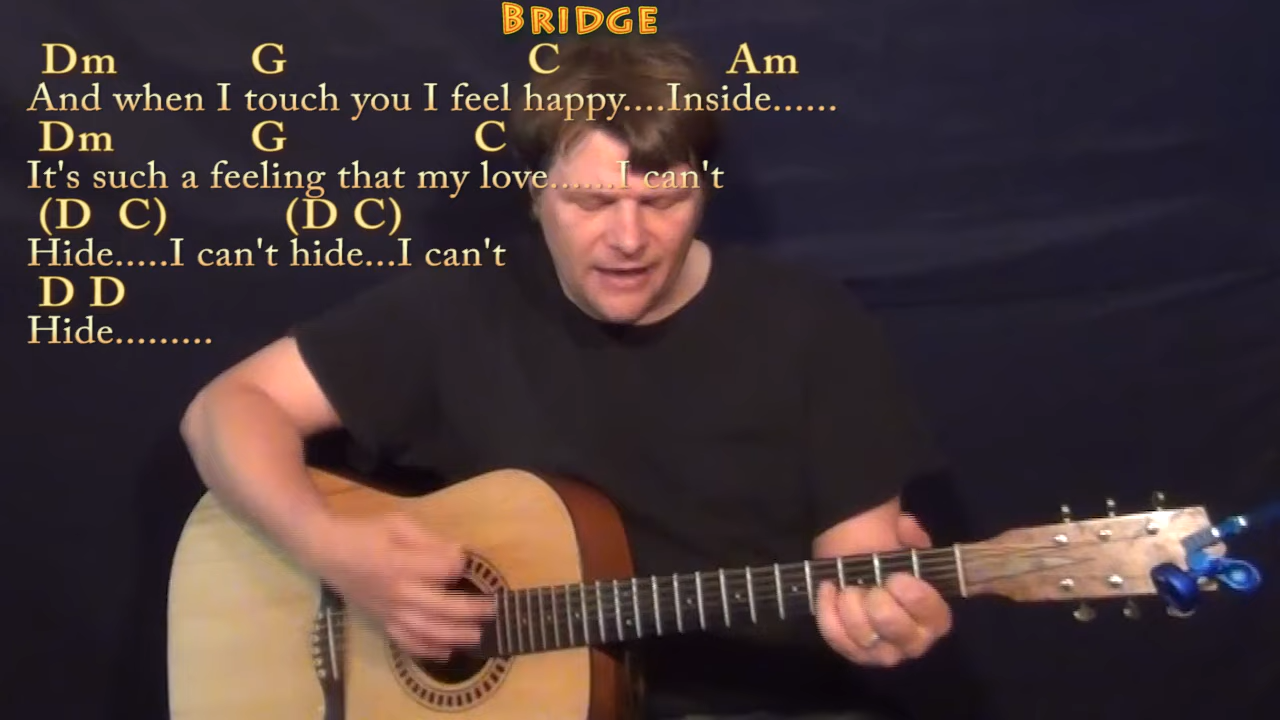 BRIDGE
Dm G C Am
And when I touch you I feel happy....Inside......
Dm G C
It's such a feeling that my love......I can't
(D C) (D C)
Hide.....I can't hide...I can't
D D
Hide.........